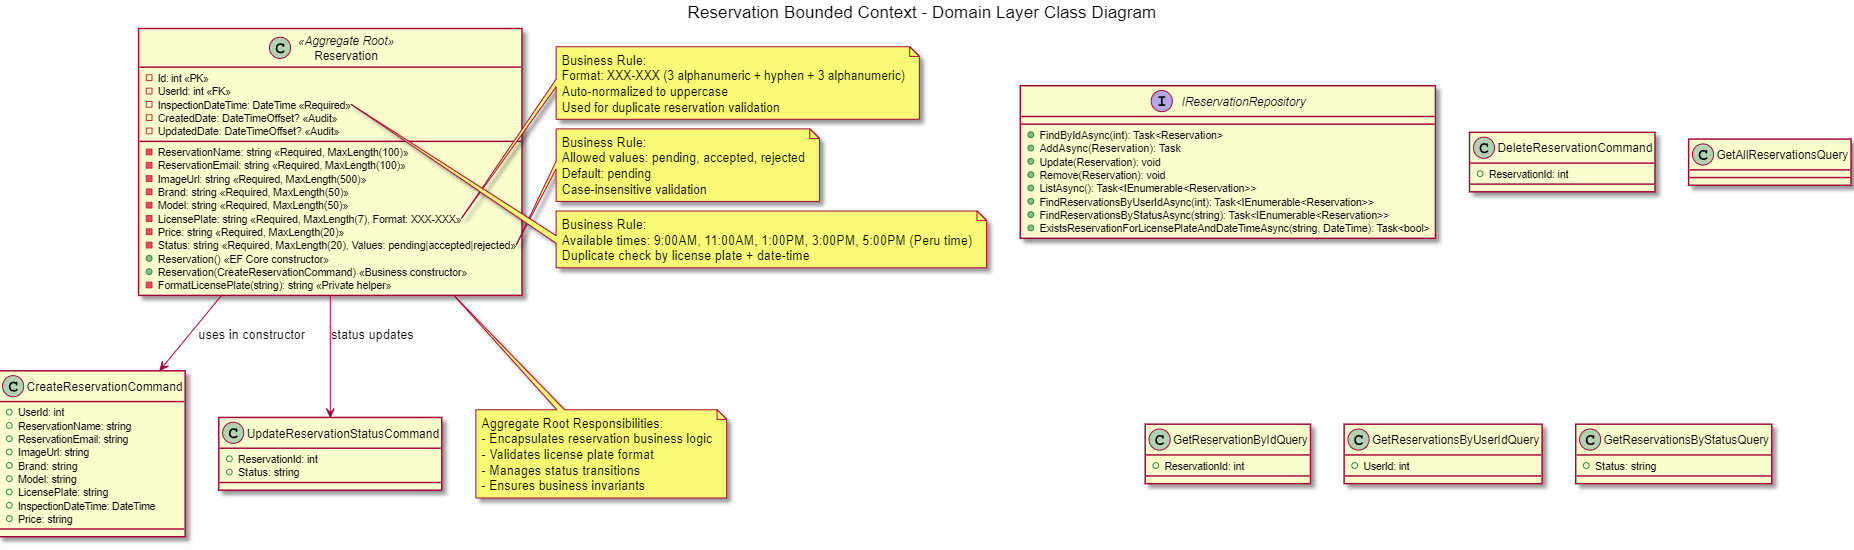 Reservation Bounded Context - Domain Layer Class Diagram
C
«Aggregate Root»
Reservation
Id: int «PK»
UserId: int «FK»
InspectionDateTime: DateTime «Required»
CreatedDate: DateTimeOffset? «Audit»
UpdatedDate: DateTimeOffset? «Audit»
ReservationName: string «Required, MaxLength(100)»
ReservationEmail: string «Required, MaxLength(100)»
ImageUrl: string «Required, MaxLength(500)»
Brand: string «Required, MaxLength(50)»
Model: string «Required, MaxLength(50)»
LicensePlate: string «Required, MaxLength(7), Format: XXX-XXX»
Price: string «Required, MaxLength(20)»
Status: string «Required, MaxLength(20), Values: pending|accepted|rejected»
Reservation() «EF Core constructor»
Reservation(CreateReservationCommand) «Business constructor»
FormatLicensePlate(string): string «Private helper»
Business Rule:
Format: XXX-XXX (3 alphanumeric + hyphen + 3 alphanumeric)
Auto-normalized to uppercase
Used for duplicate reservation validation
Business Rule:
Allowed values: pending, accepted, rejected
Default: pending
Case-insensitive validation
Business Rule:
Available times: 9:00AM, 11:00AM, 1:00PM, 3:00PM, 5:00PM (Peru time)
Duplicate check by license plate + date-time
I IReservationRepository
FindByIdAsync(int): Task<Reservation>
AddAsync(Reservation): Task
Update(Reservation): void
Remove(Reservation): void
ListAsync(): Task<IEnumerable<Reservation>>
FindReservationsByUserIdAsync(int): Task<IEnumerable<Reservation>>
FindReservationsByStatusAsync(string): Task<IEnumerable<Reservation>>
ExistsReservationForLicensePlateAndDateTimeAsync(string, DateTime): Task<bool>
C DeleteReservationCommand
ReservationId: int
C GetAllReservationsQuery
uses in constructor
status updates
C CreateReservationCommand
UserId: int
ReservationName: string
ReservationEmail: string
ImageUrl: string
Brand: string
Model: string
LicensePlate: string
InspectionDateTime: DateTime
Price: string
C UpdateReservationStatusCommand
ReservationId: int
Status: string
Aggregate Root Responsibilities:
- Encapsulates reservation business logic
- Validates license plate format
- Manages status transitions
- Ensures business invariants
C GetReservationByIdQuery
ReservationId: int
C GetReservationsByUserIdQuery
UserId: int
C GetReservationsByStatusQuery
Status: string